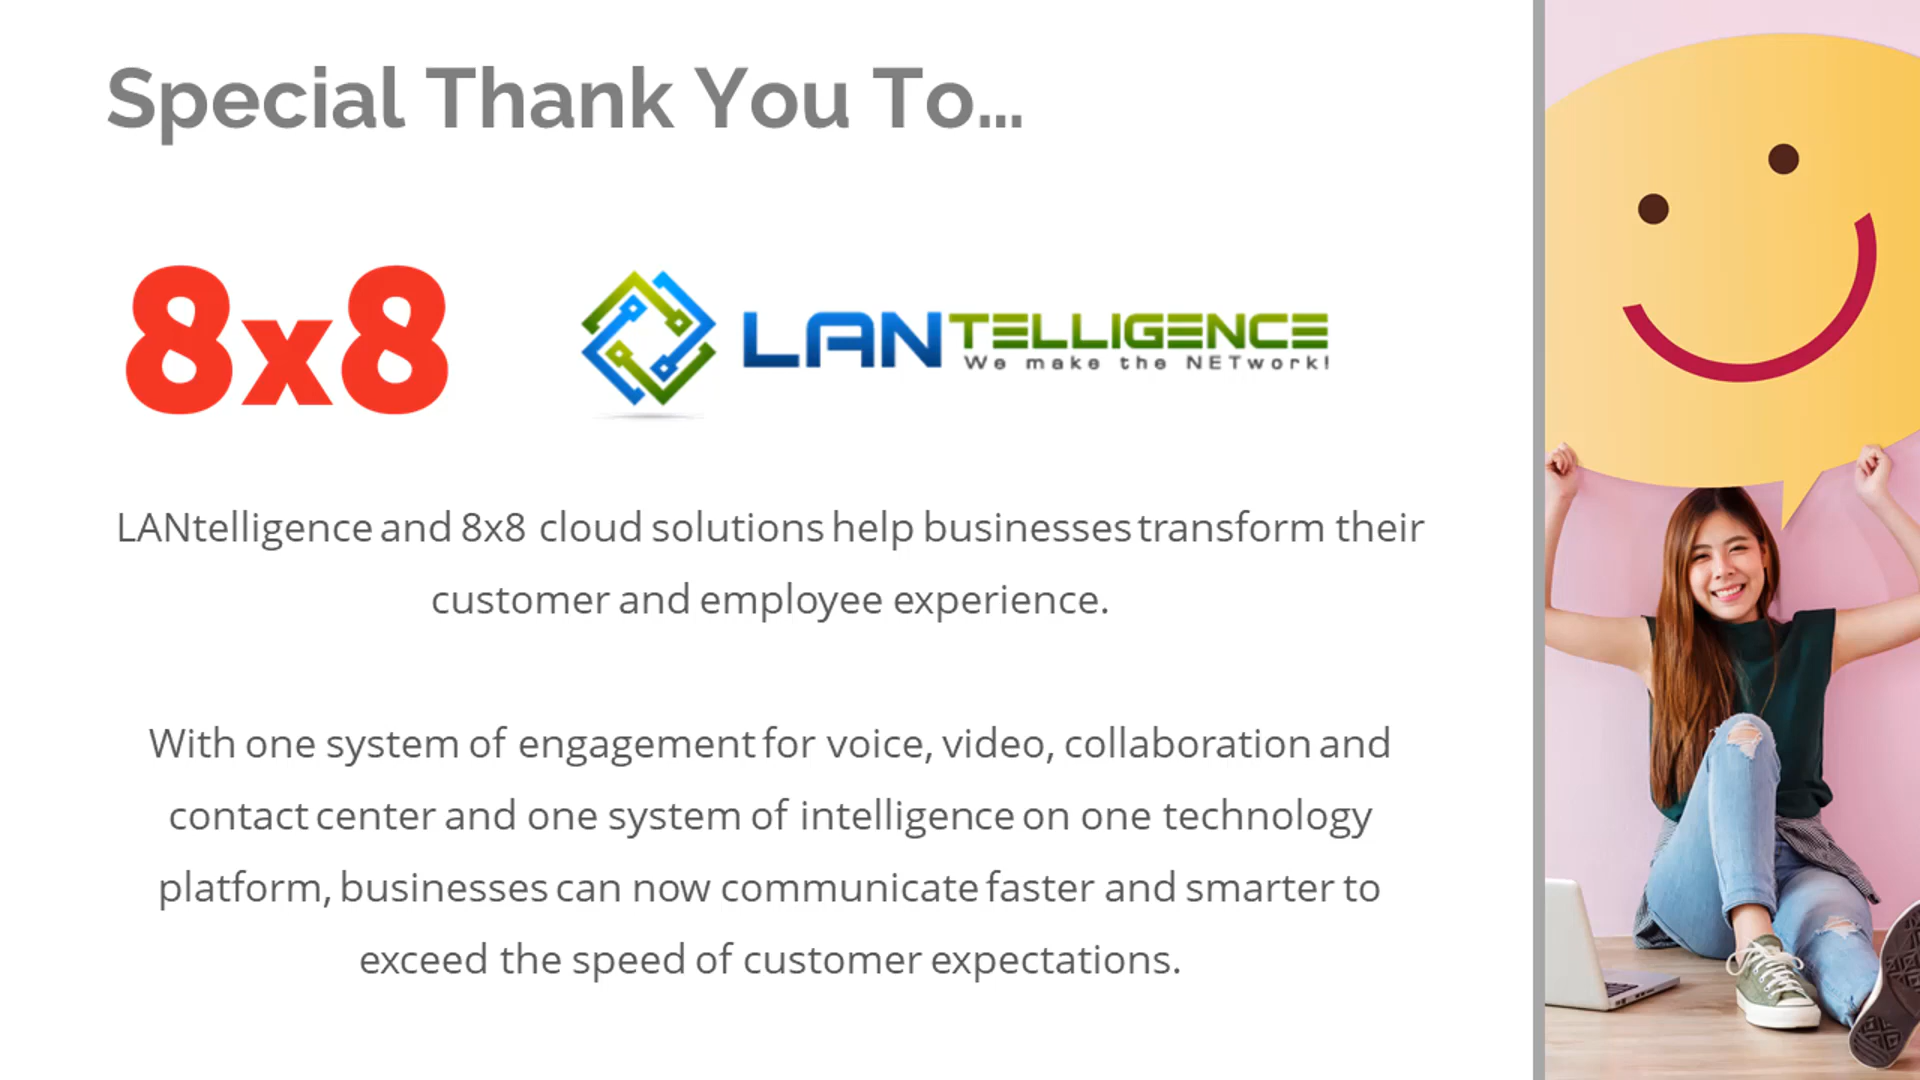 Special Thank You To...
8x8
LANTELLIGENCE
We make the NETwork!
LANtelligence and 8x8 cloud solutions help businesses transform their
customer and employee experience.
With one system of engagement for voice, video, collaboration and
contact center and one system of intelligence on one technology
platform, businesses can now communicate faster and smarter to
exceed the speed of customer expectations.